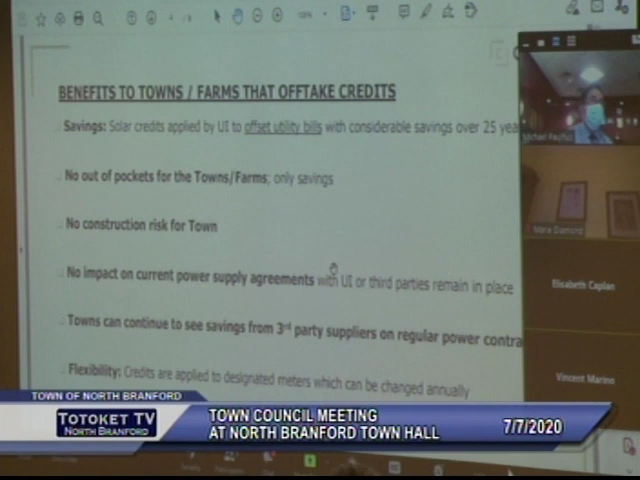 BENEFITS TO TOWNS / FARMS THAT OFFTAKE CREDITS
Savings: Solar credits applied by UI to offset utility bills with considerable savings over 25 yea
No out of pockets for the Towns/Farms; only savings
No construction risk for Town
No impact on current power supply agreements with UI or third parties remain in place
Towns can continue to see savings from 3rd party suppliers on regular power contra
Flexibility: Credits are applied to designated meters which can be changed annually
Michael
Marie Diamond
Elisabeth Caplan
Vincent Marino
TOWN OF NORTH BRANFORD
TOTOKET TV
NORTH BRANFORD
TOWN COUNCIL MEETING
AT NORTH BRANFORD TOWN HALL
7/7/2020